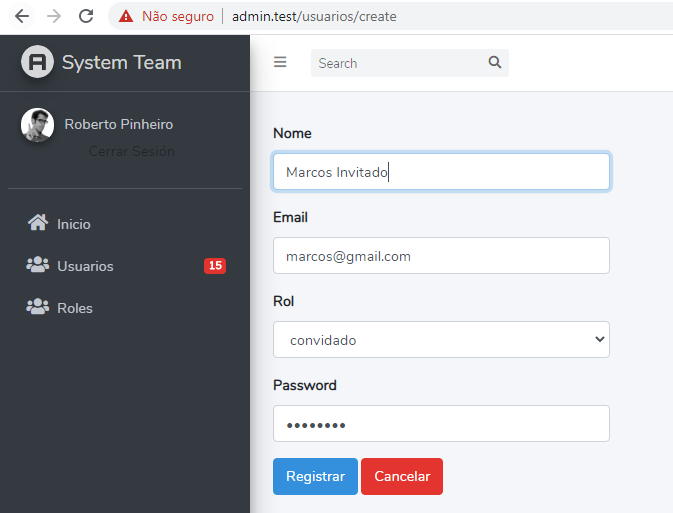 Não seguro
admin.test/usuarios/create
System Team
Search
Roberto Pinheiro
Cerrar Sesión
Inicio
Usuarios 15
Roles
Nome
Marcos Invitado
Email
marcos@gmail.com
Rol
convidado
Password
••••••••
Registrar Cancelar